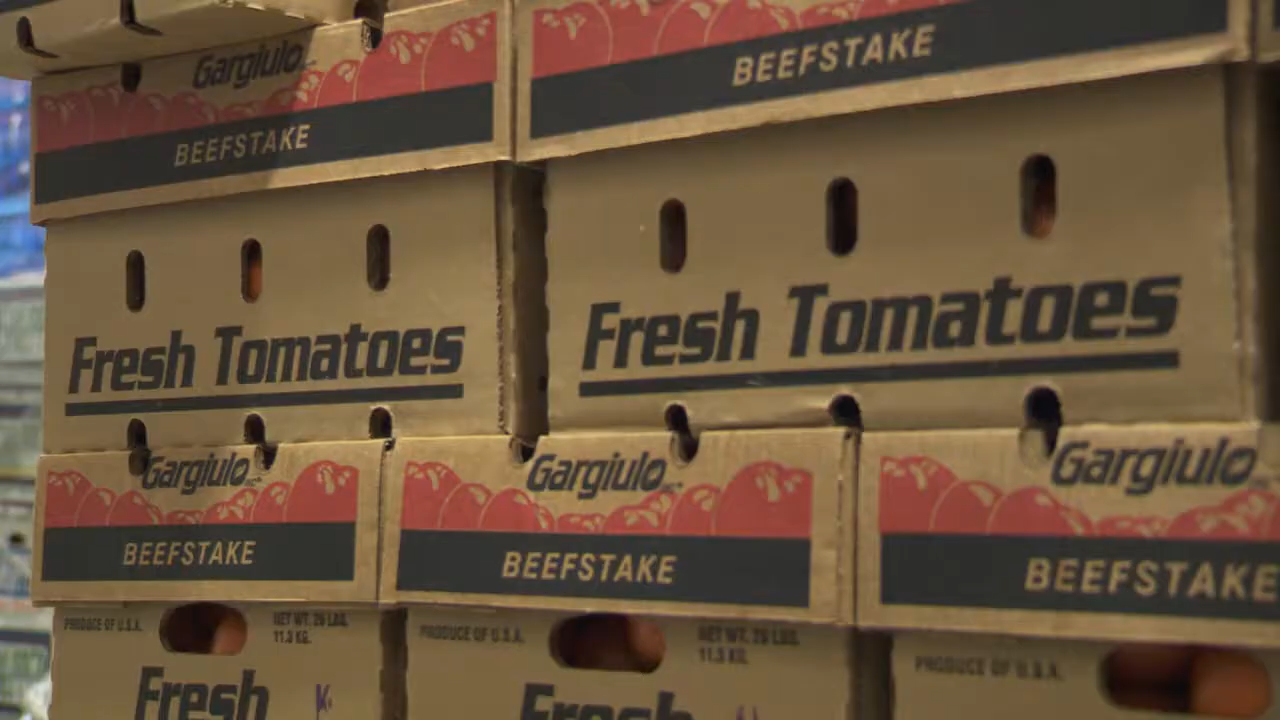 Gargiulo
BEEFSTAKE
BEEFSTAKE
Fresh Tomatoes
Fresh Tomatoes
Gargiulo
BEEFSTAKE
Gargiulo
BEEFSTAKE
Gargiulo
BEEFSTAKE
PRODUCE OF U.S.A.
NET WT. 25 LBS.
11.3 KG.
Fresh
PRODUCE OF U.S.A.
NET WT. 25 LBS.
11.3 KG.
Fresh
PRODUCE OF U.S.A.